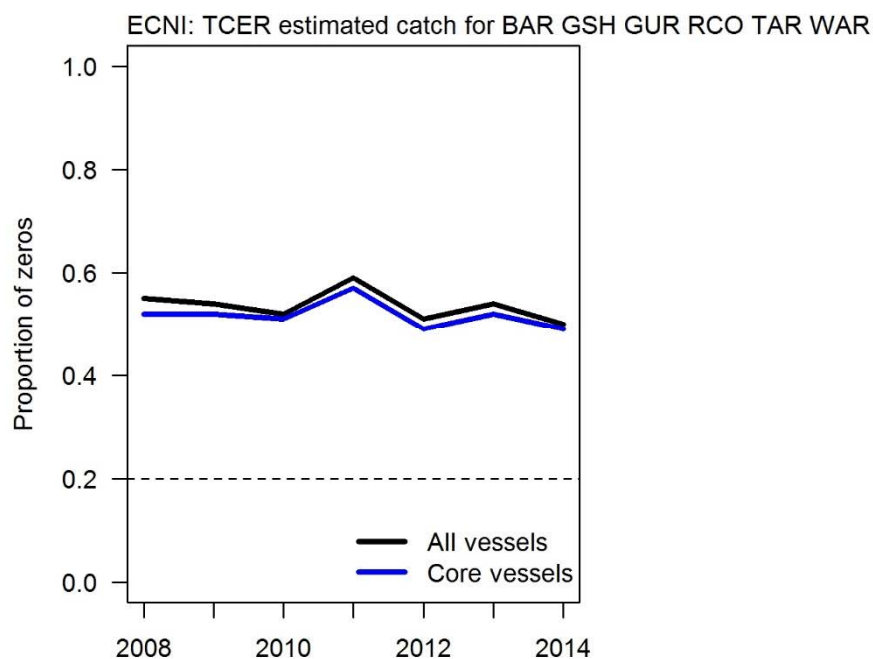 ECNI: TCER estimated catch for BAR GSH GUR RCO TAR WAR
1.0
0.8
0.6
0.4
0.2
0.0
Proportion of zeros
All vessels
Core vessels
2008 2010 2012 2014